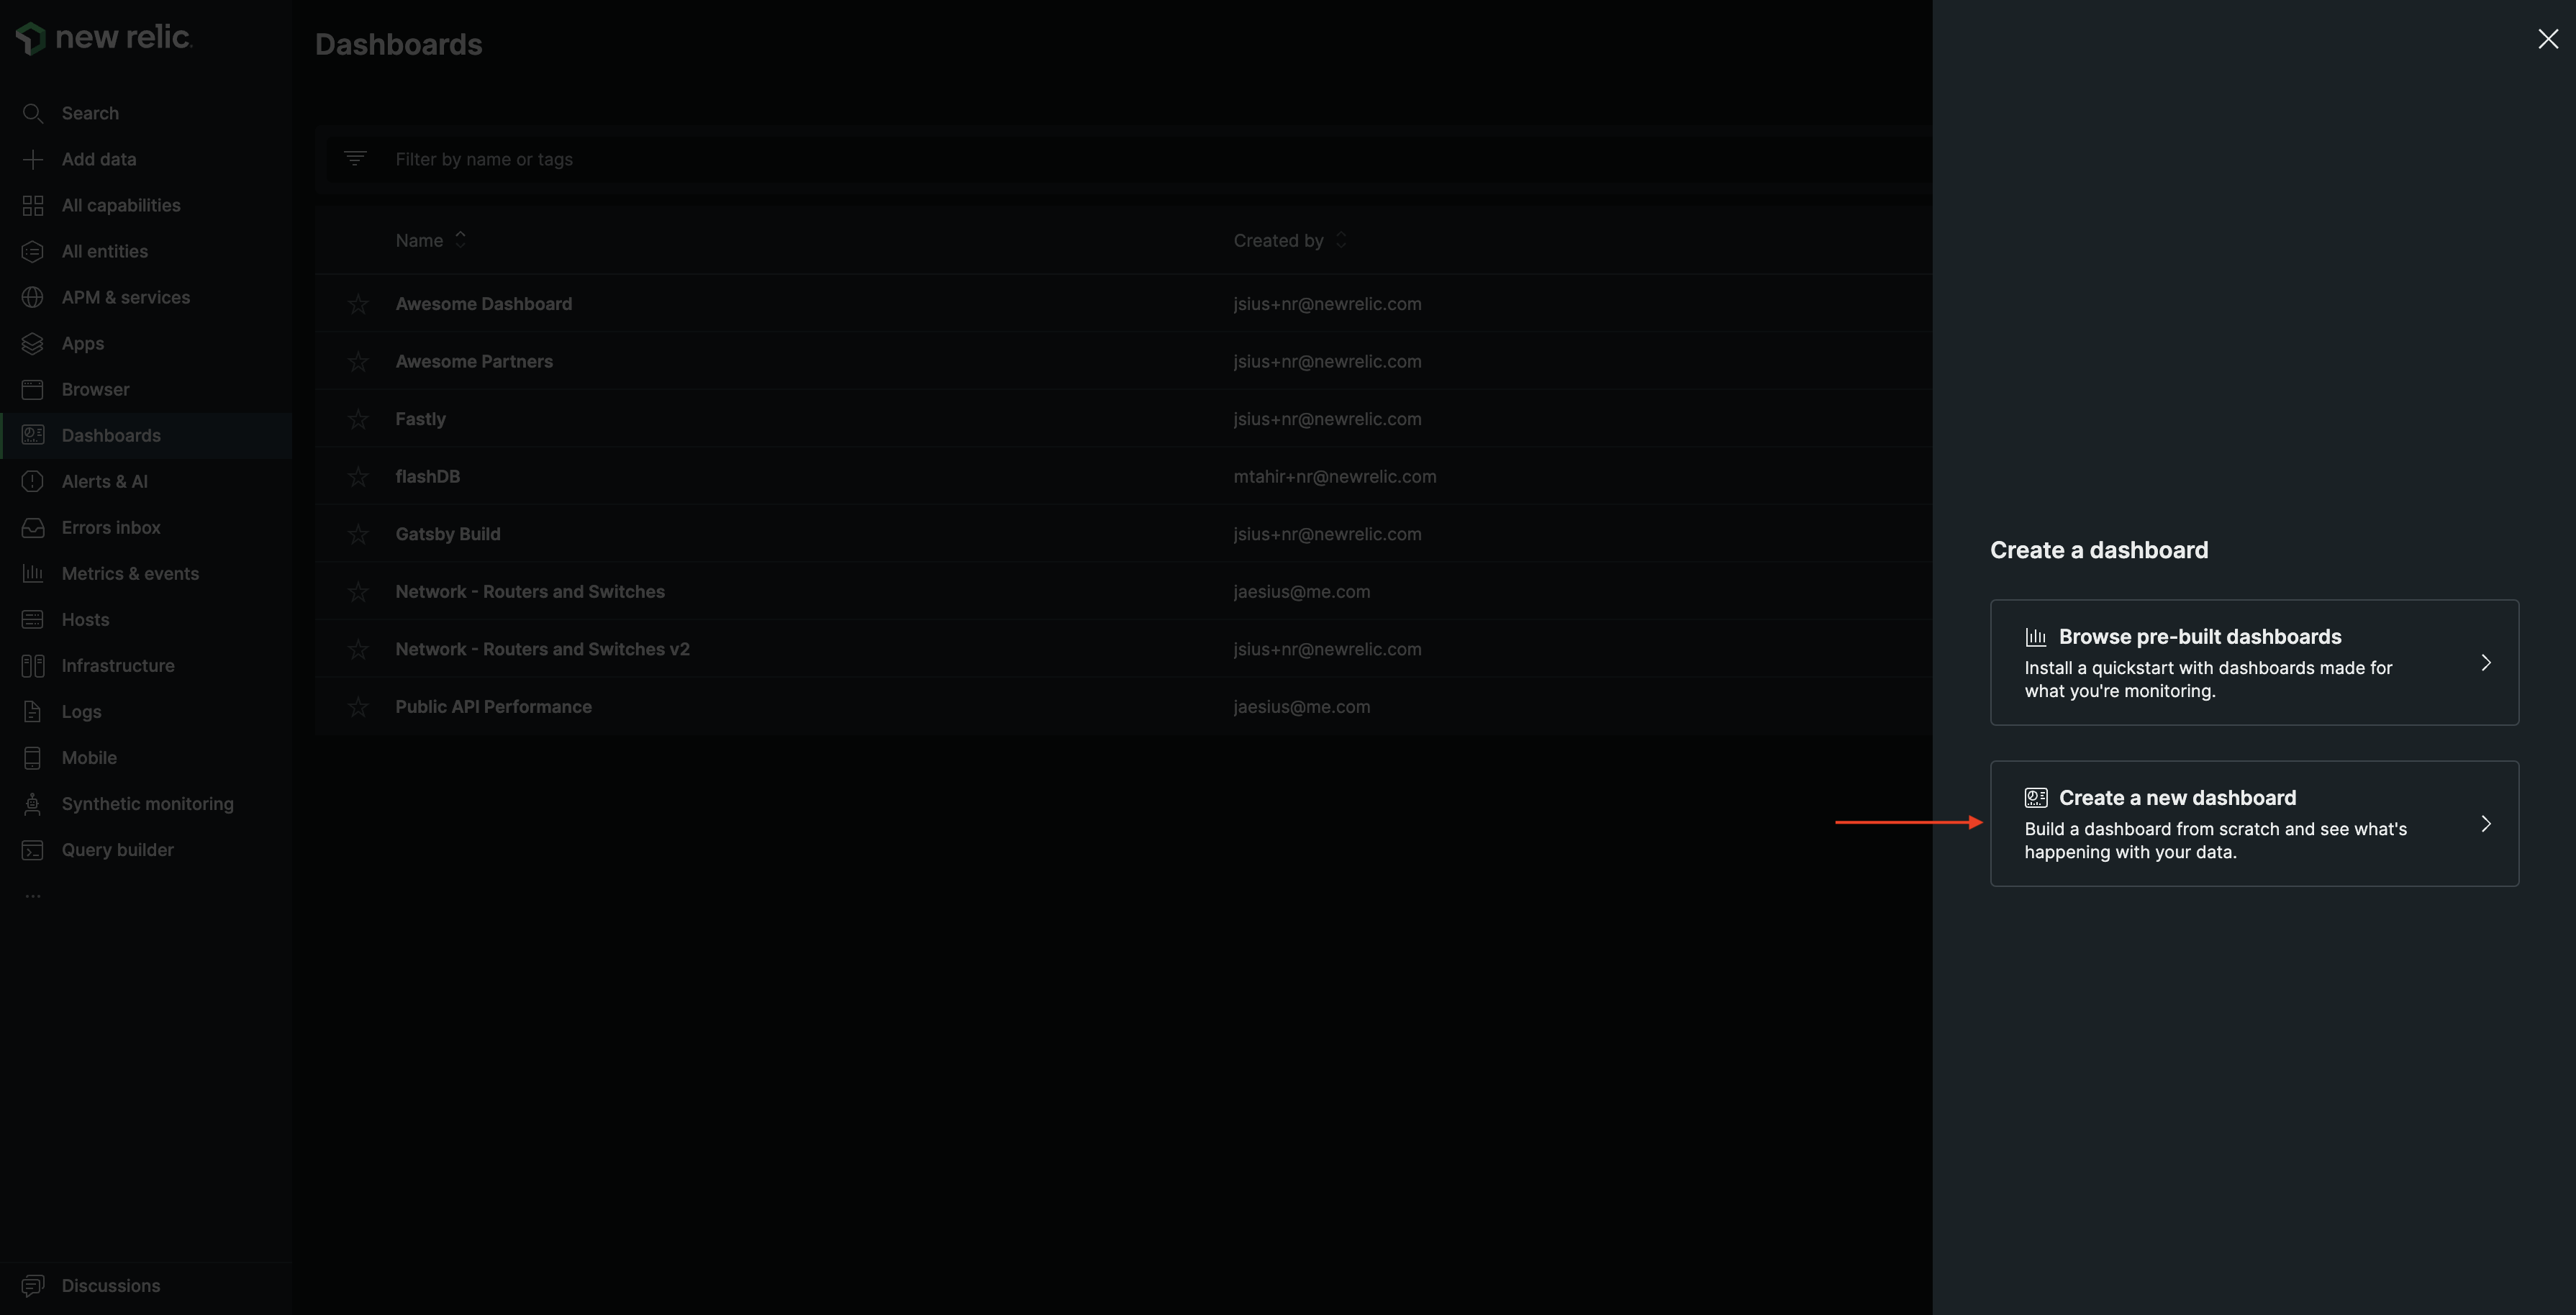 new relic.
Search
Add data
All capabilities
All entities
APM & services
Apps
Browser
Dashboards
Alerts & AI
Errors inbox
Metrics & events
Hosts
Infrastructure
Logs
Mobile
Synthetic monitoring
Query builder
...
Discussions
Dashboards
Filter by name or tags
Name Created by
Awesome Dashboard jsius+nr@newrelic.com
Awesome Partners jsius+nr@newrelic.com
Fastly jsius+nr@newrelic.com
flashDB mtahir+nr@newrelic.com
Gatsby Build jsius+nr@newrelic.com
Network - Routers and Switches jaesius@me.com
Network - Routers and Switches v2 jsius+nr@newrelic.com
Public API Performance jaesius@me.com
Create a dashboard
Browse pre-built dashboards
Install a quickstart with dashboards made for
what you're monitoring.
Create a new dashboard
Build a dashboard from scratch and see what's
happening with your data.